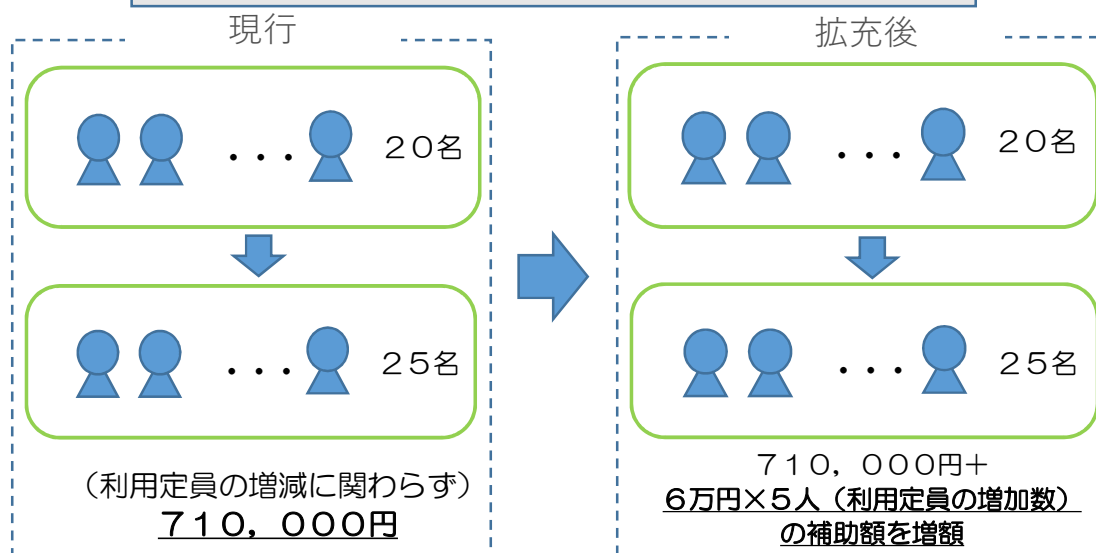 現行
２０名
２５名
（利用定員の増減に関わらず）
７１０，０００円
拡充後
２０名
２５名
７１０，０００円＋
６万円×５人（利用定員の増加数）
の補助額を増額